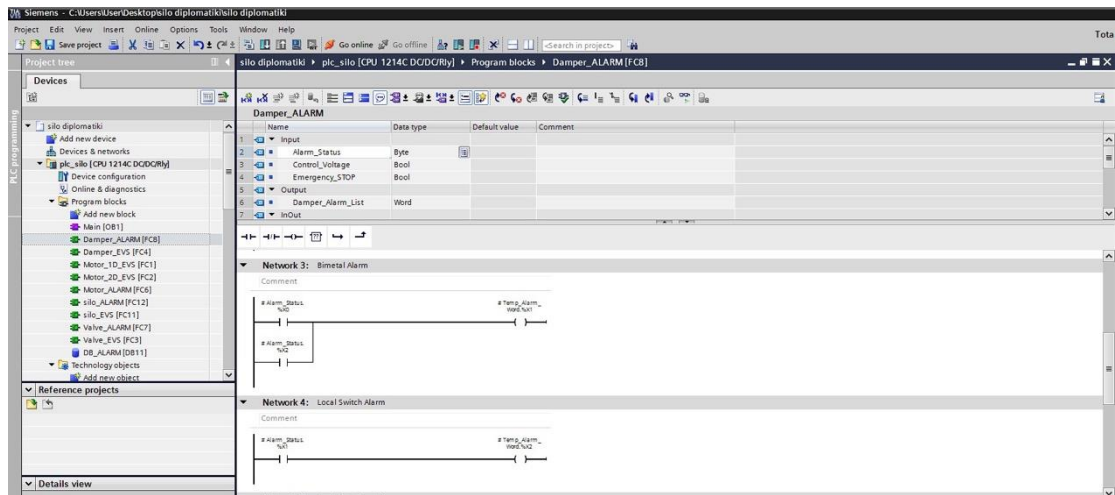 Siemens - C:\Users\User\Desktop\silo diplomatiki\silo diplomatiki
Project Edit View Insert Online Options Tools Window Help
Tota
Save project
Go online
Go offline
<Search in project>
Project tree
silo diplomatiki
plc_silo [CPU 1214C DC/DC/Rly]
Program blocks
Damper_ALARM [FC8]
Devices
PLC programming
silo diplomatiki
Add new device
Devices & networks
plc_silo [CPU 1214C DC/DC/Rly]
Device configuration
Online & diagnostics
Program blocks
Add new block
Main [OB1]
Damper_ALARM [FC8]
Damper_EVS [FC4]
Motor_1D_EVS [FC1]
Motor_2D_EVS [FC2]
Motor_ALARM [FC6]
silo_ALARM [FC12]
silo_EVS [FC11]
Valve_ALARM [FC7]
Valve_EVS [FC3]
DB_ALARM [DB11]
Technology objects
Add new object
Reference projects
Details view
Damper_ALARM
Name Data type Default value Comment
1 Input
2 Alarm_Status Byte
3 Control_Voltage Bool
4 Emergency_STOP Bool
5 Output
6 Damper_Alarm_List Word
7 InOut
Network 3: Bimetal Alarm
Comment
#Alarm_Status.
%X0
#Temp_Alarm_
Word.%X1
#Alarm_Status.
%X2
Network 4: Local Switch Alarm
Comment
#Alarm_Status.
%X1
#Temp_Alarm_
Word.%X2